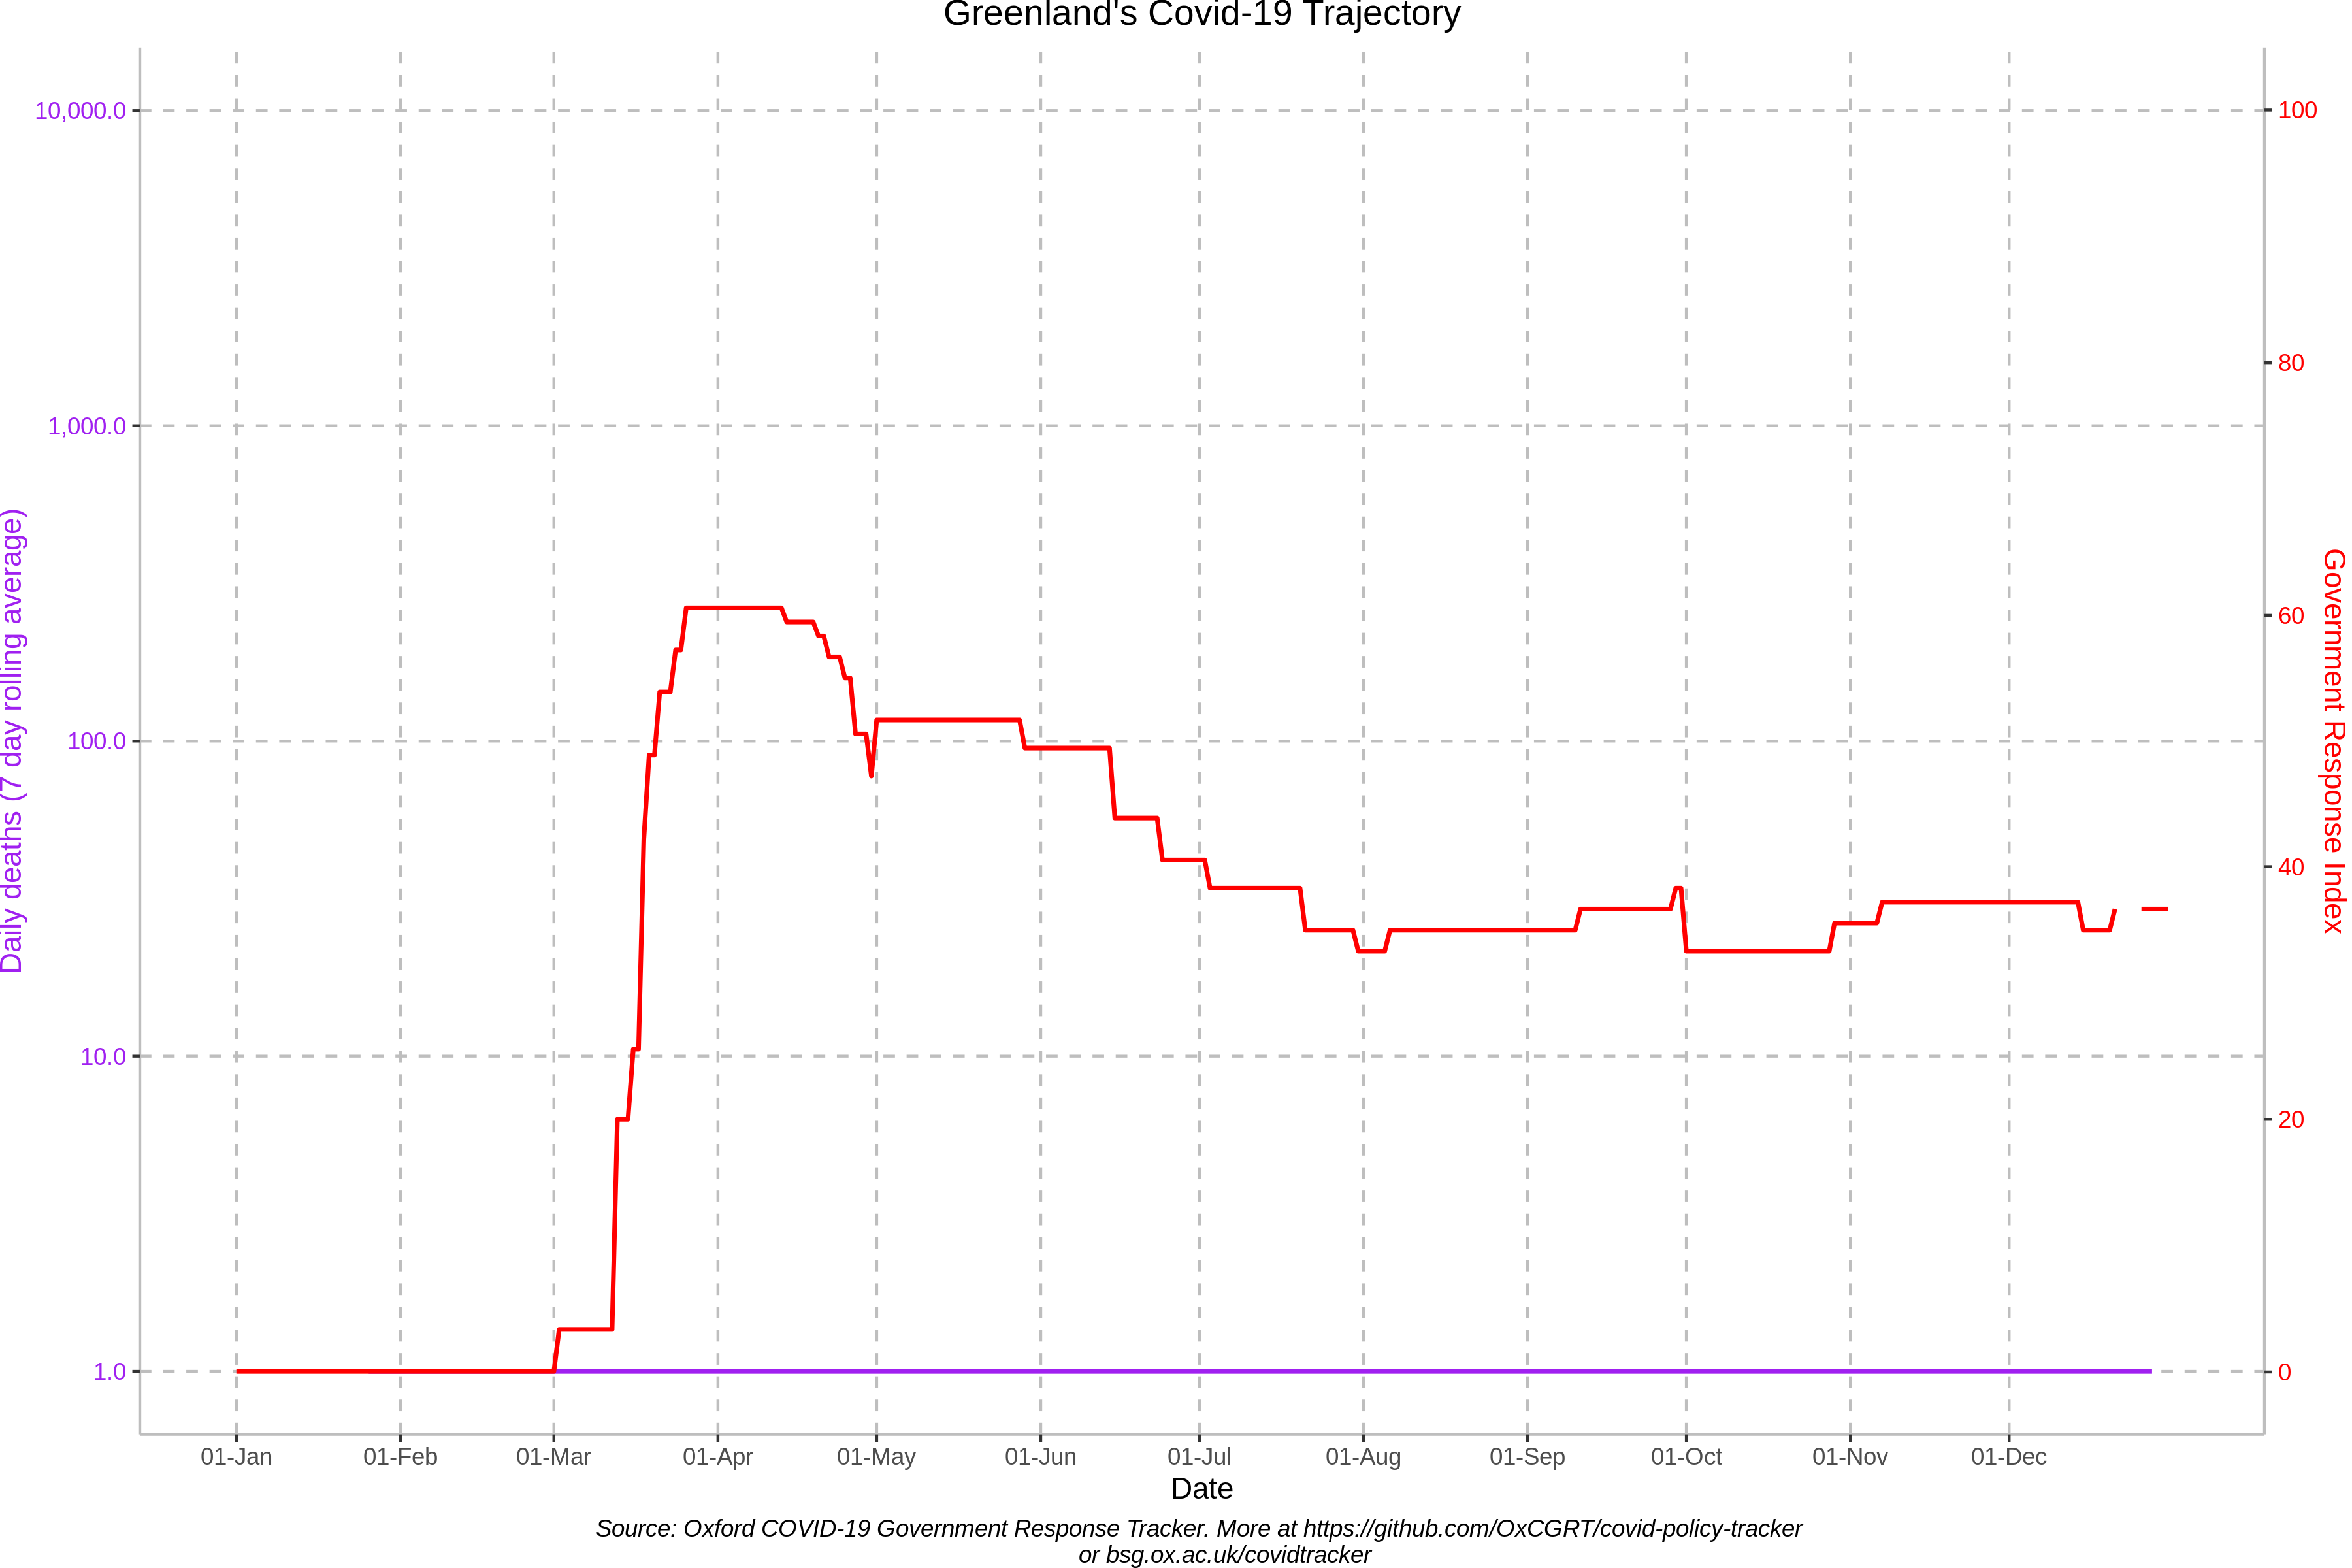 Greenland's Covid-19 Trajectory
10,000.0
1,000.0
100.0
10.0
1.0
Daily deaths (7 day rolling average)
100
80
60
40
20
0
Government Response Index
01-Jan
01-Feb
01-Mar
01-Apr
01-May
01-Jun
01-Jul
01-Aug
01-Sep
01-Oct
01-Nov
01-Dec
Date
Source: Oxford COVID-19 Government Response Tracker. More at https://github.com/OxCGRT/covid-policy-tracker
or bsg.ox.ac.uk/covidtracker